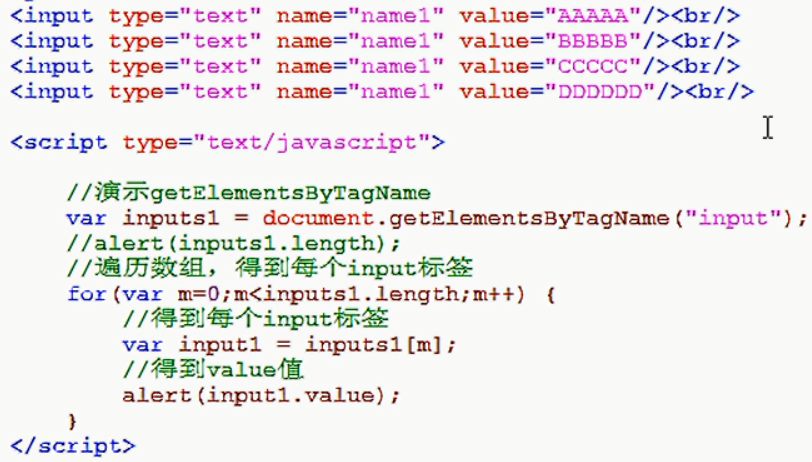 <input type="text" name="name1" value="AAAAA"/><br/>
<input type="text" name="name1" value="BBBBB"/><br/>
<input type="text" name="name1" value="CCCCC"/><br/>
<input type="text" name="name1" value="DDDDDD"/><br/>
<script type="text/javascript">
//演示getElementsByTagName
var inputs1 = document.getElementsByTagName("input");
//alert(inputs1.length);
//遍历数组，得到每个input标签
for(var m=0;m<inputs1.length;m++) {
//得到每个input标签
var input1 = inputs1[m];
//得到value值
alert(input1.value);
}
</script>